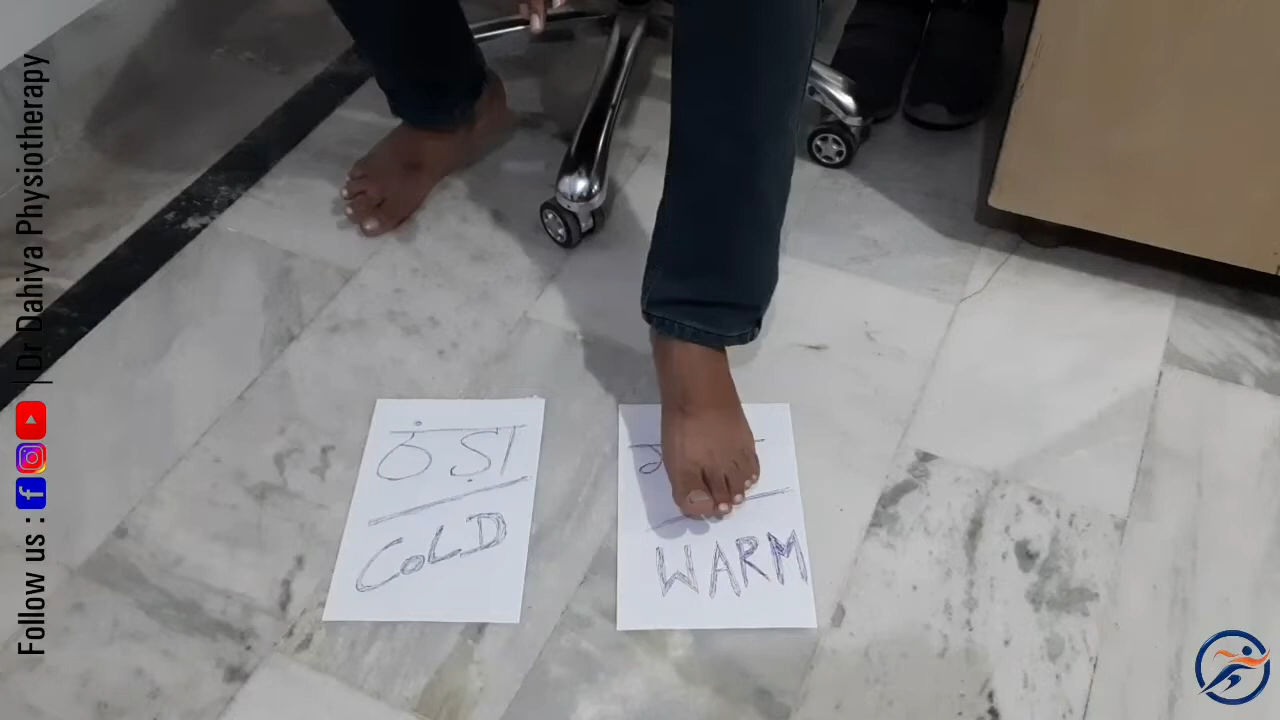 Follow us : | Dr Dahiya Physiotherapy
ठंडा
COLD
WARM